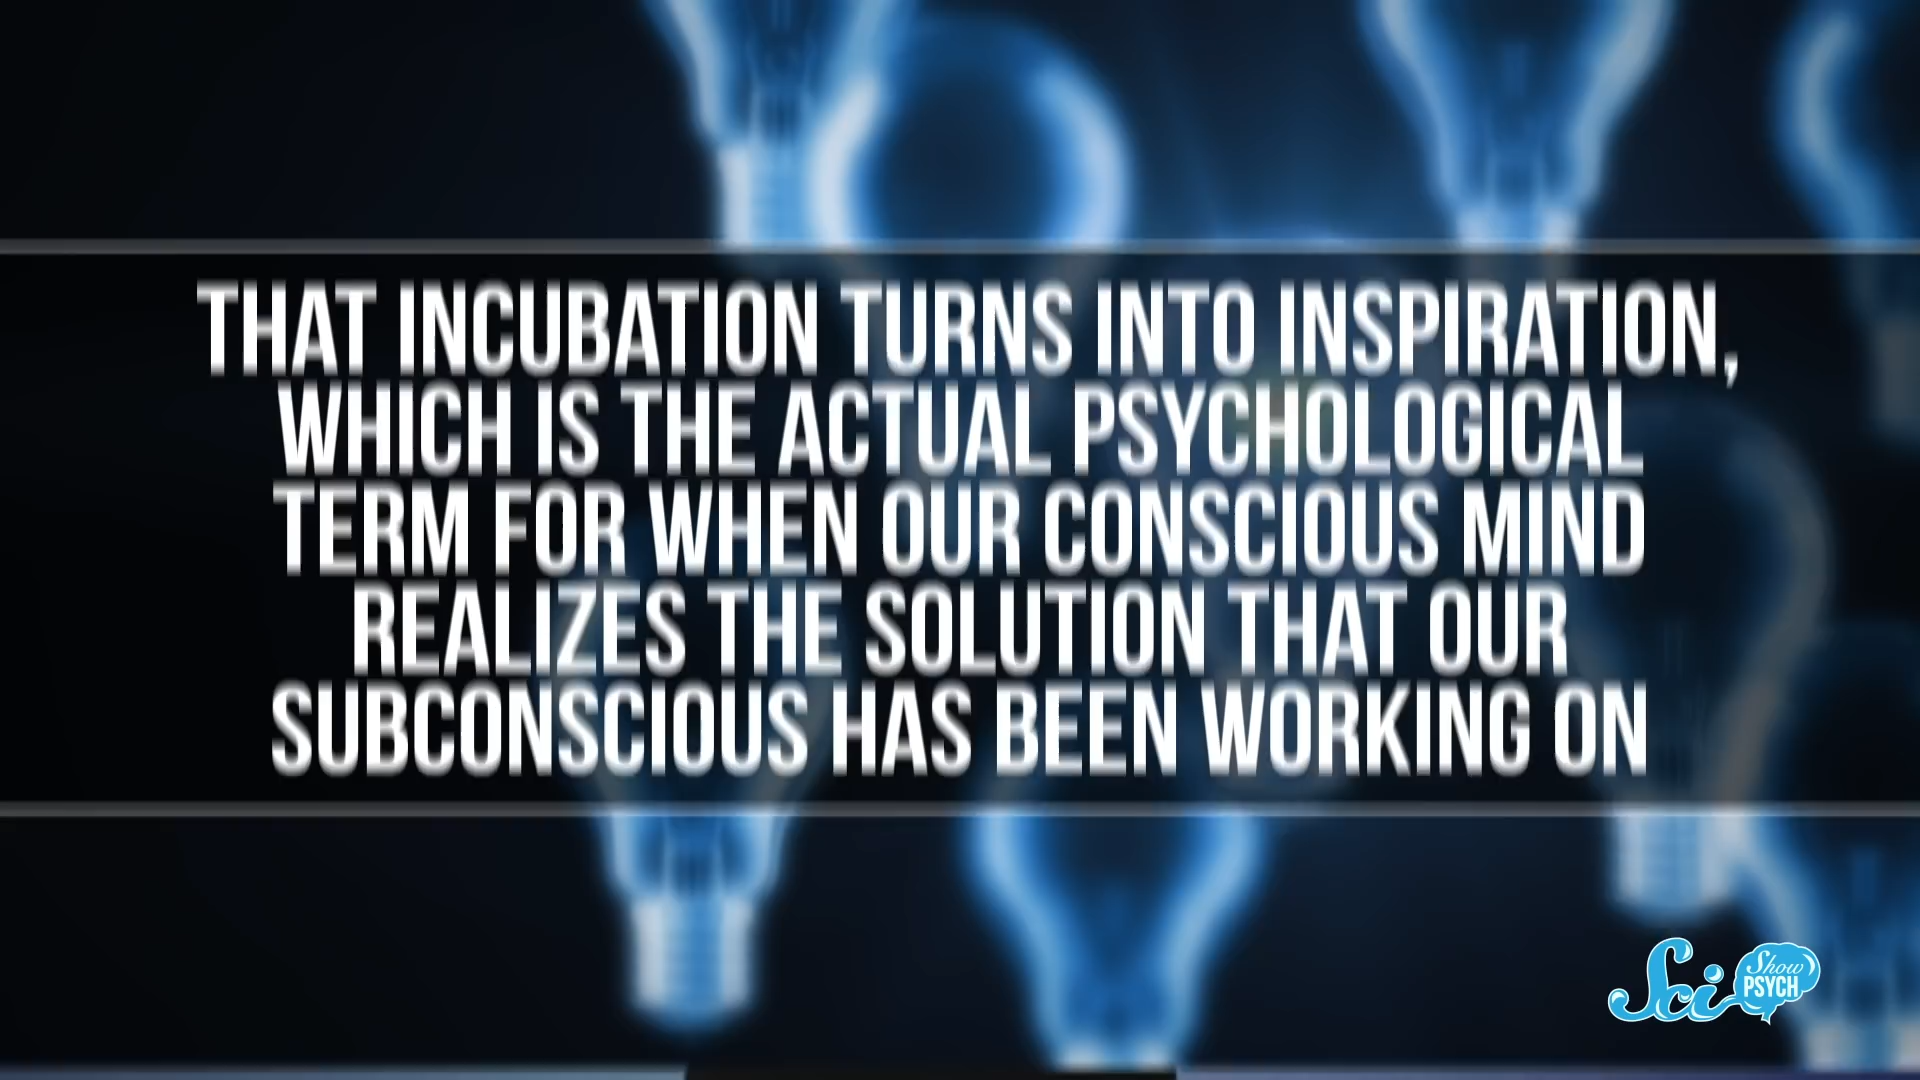 THAT INCUBATION TURNS INTO INSPIRATION,
WHICH IS THE ACTUAL PSYCHOLOGICAL
TERM FOR WHEN OUR CONSCIOUS MIND
REALIZES THE SOLUTION THAT OUR
SUBCONSCIOUS HAS BEEN WORKING ON
Sci Show
PSYCH